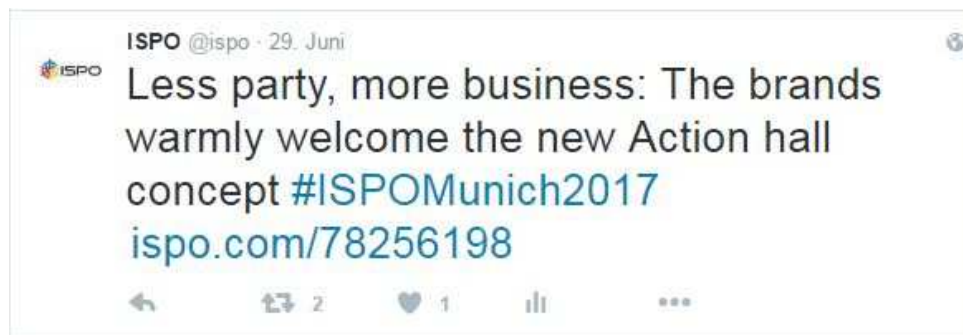 ISPO @ispo · 29. Juni
ISPO
Less party, more business: The brands
warmly welcome the new Action hall
concept #ISPOMunich2017
ispo.com/78256198
2 1